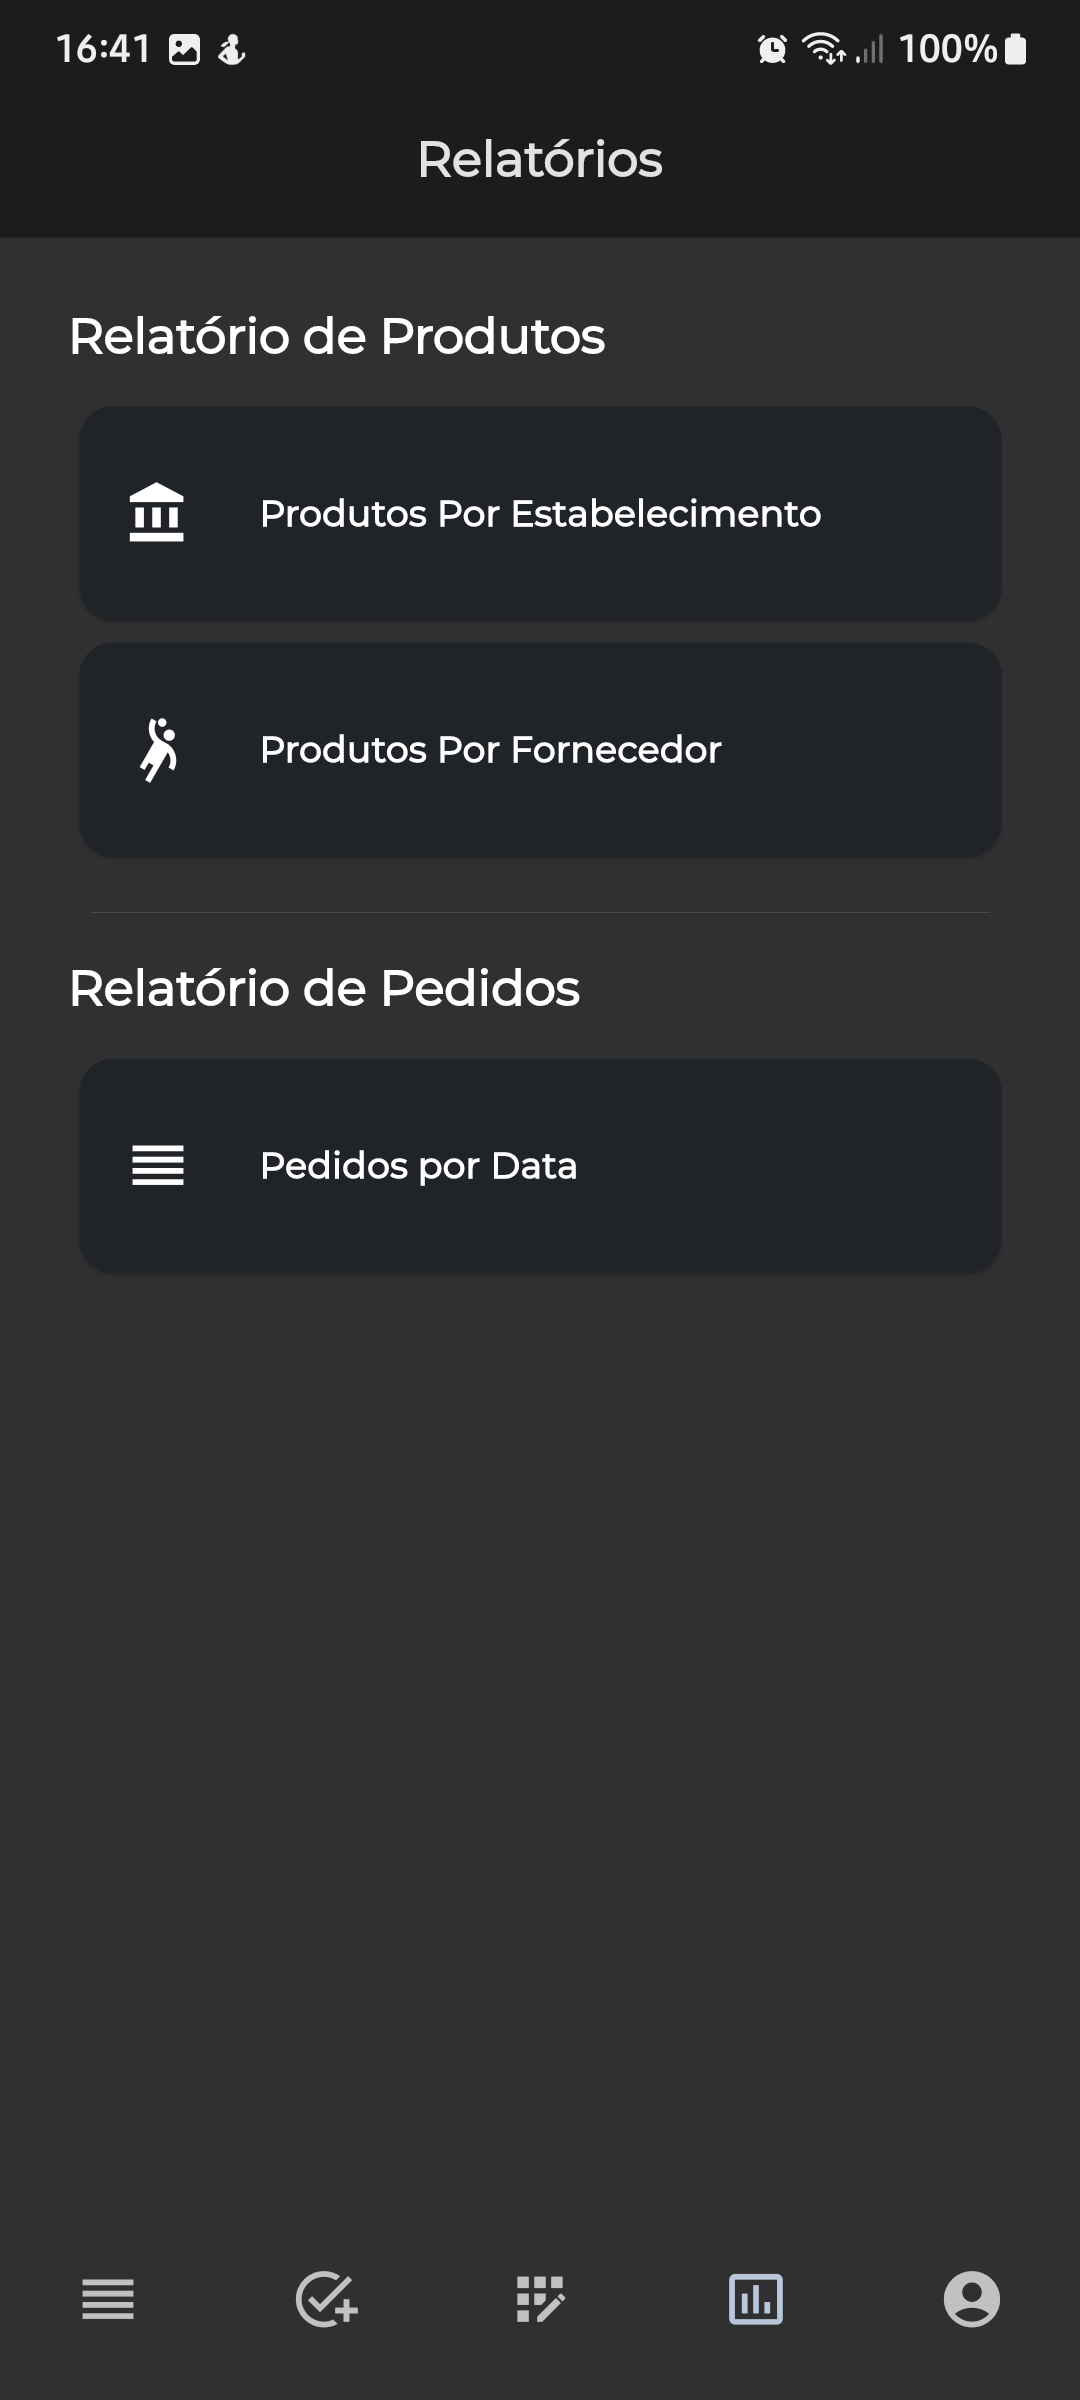 16:41
100%
Relatórios
Relatório de Produtos
Produtos Por Estabelecimento
Produtos Por Fornecedor
Relatório de Pedidos
Pedidos por Data